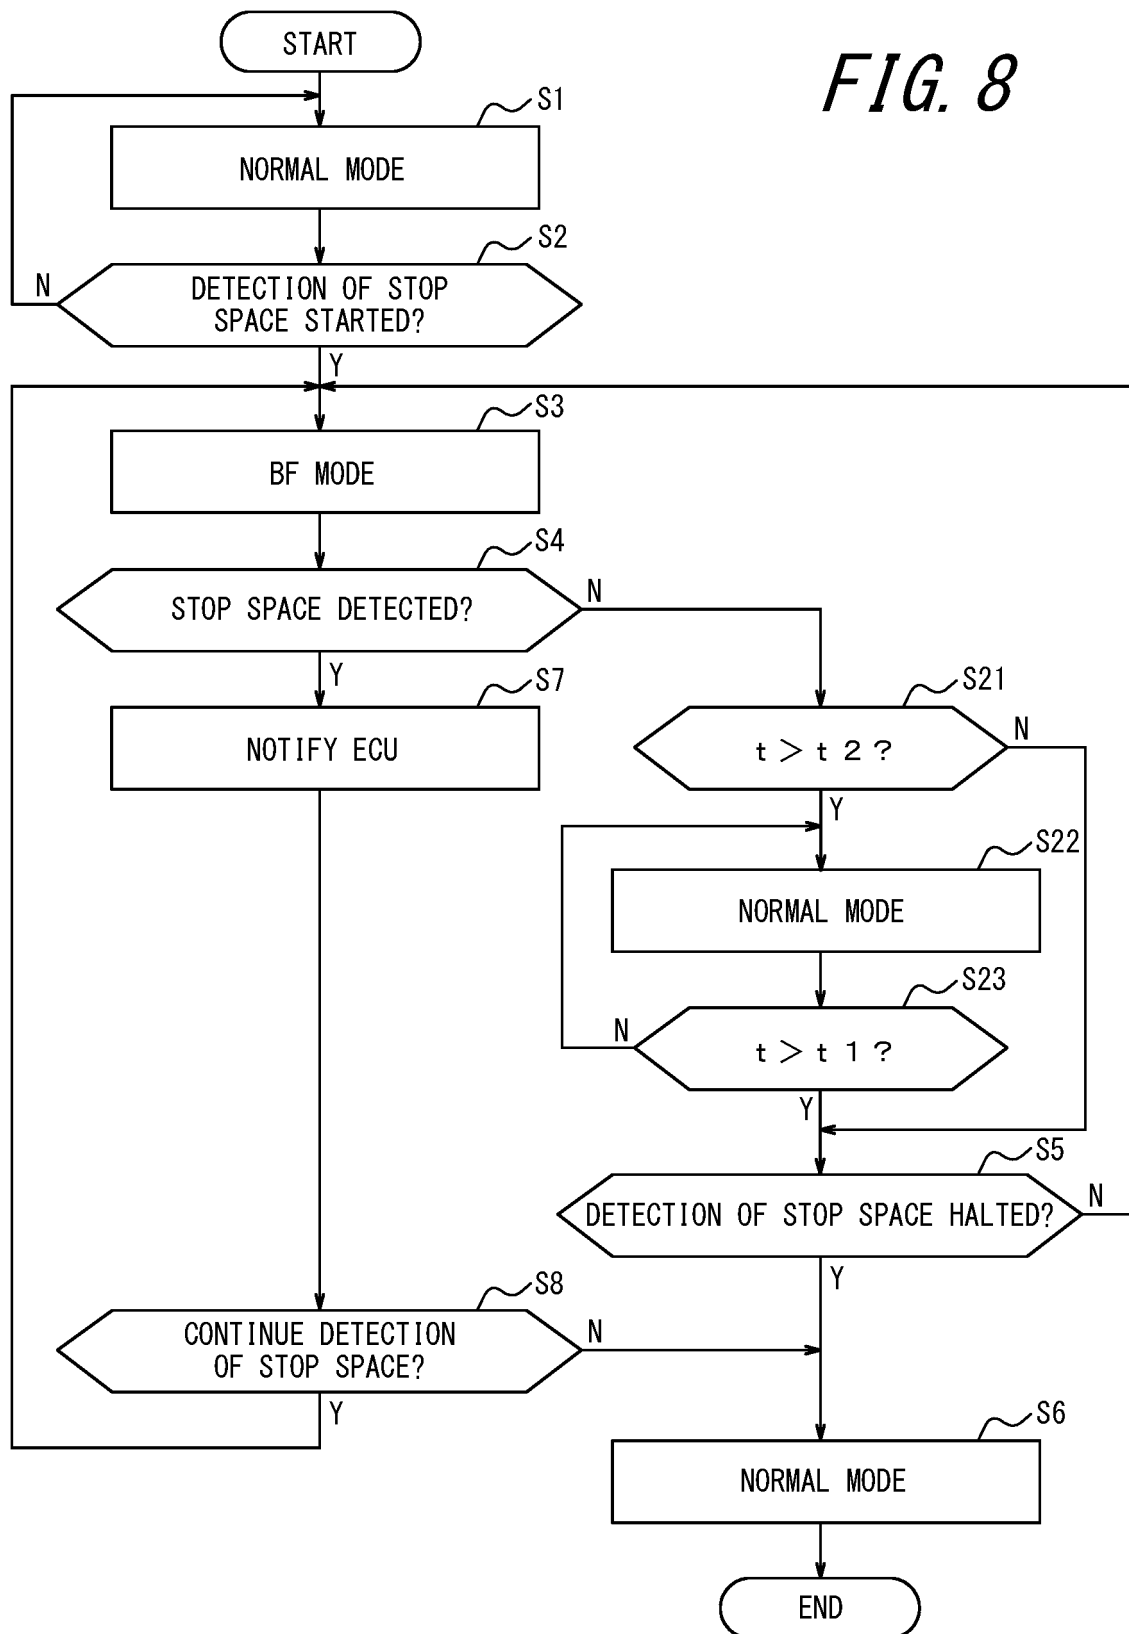 START
FIG. 8
S1
NORMAL MODE
S2
N
DETECTION OF STOP
SPACE STARTED?
Y
S3
BF MODE
S4
STOP SPACE DETECTED?
N
Y
S7
NOTIFY ECU
S21
t > t 2 ?
N
Y
S22
NORMAL MODE
S23
N
t > t 1 ?
Y
S5
DETECTION OF STOP SPACE HALTED?
N
Y
S8
CONTINUE DETECTION
OF STOP SPACE?
N
Y
S6
NORMAL MODE
END